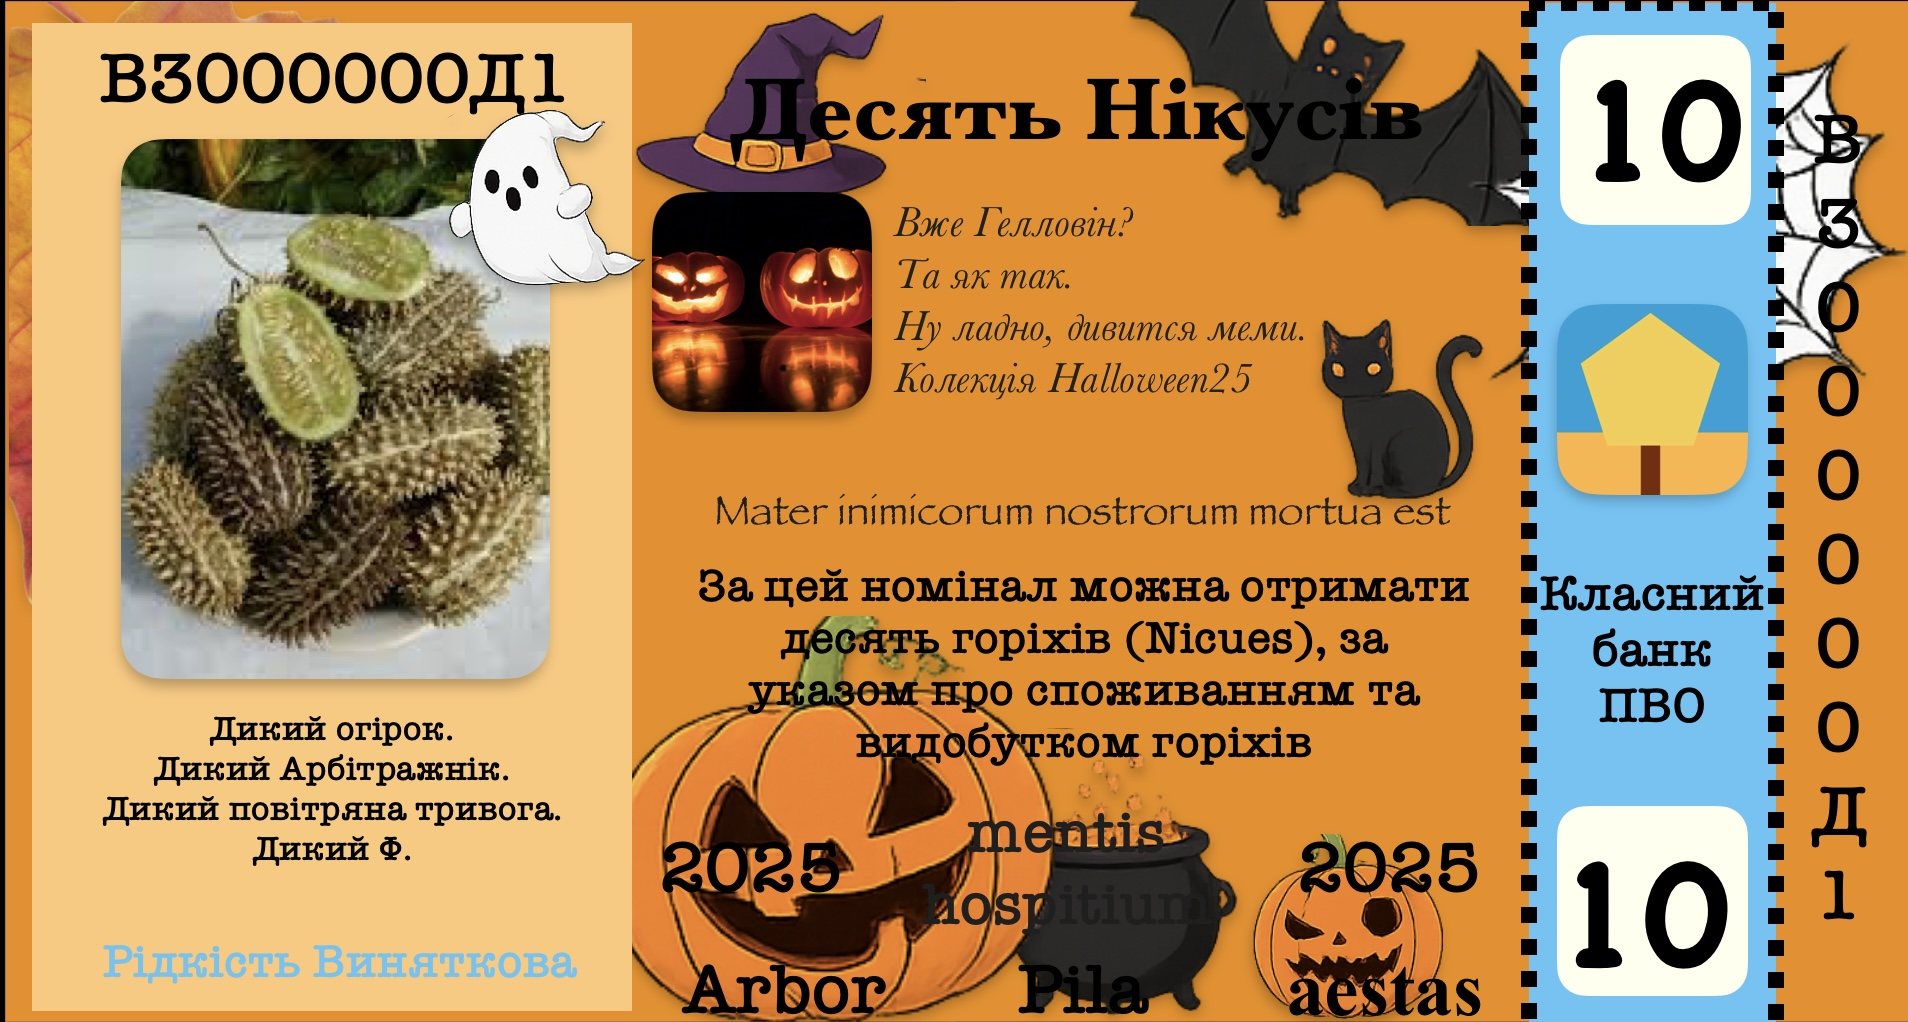 В3000000Д1
Дикий огірок.
Дикий Арбітражнік.
Дикий повітряна тривога.
Дикий Ф.
Рідкість Виняткова
Десять Нікусів
Вже Гелловін?
Та як так.
Ну ладно, дивится меми.
Колекція Halloween25
Mater inimicorum nostrorum mortua est
За цей номінал можна отримати
десять горіхів (Nicues), за
указом про споживанням та
видобутком горіхів
mentis
hospitium
2025
2025
Arbor
Pila
aestas
10
Класний
банк
ПВО
10
В3000000Д1